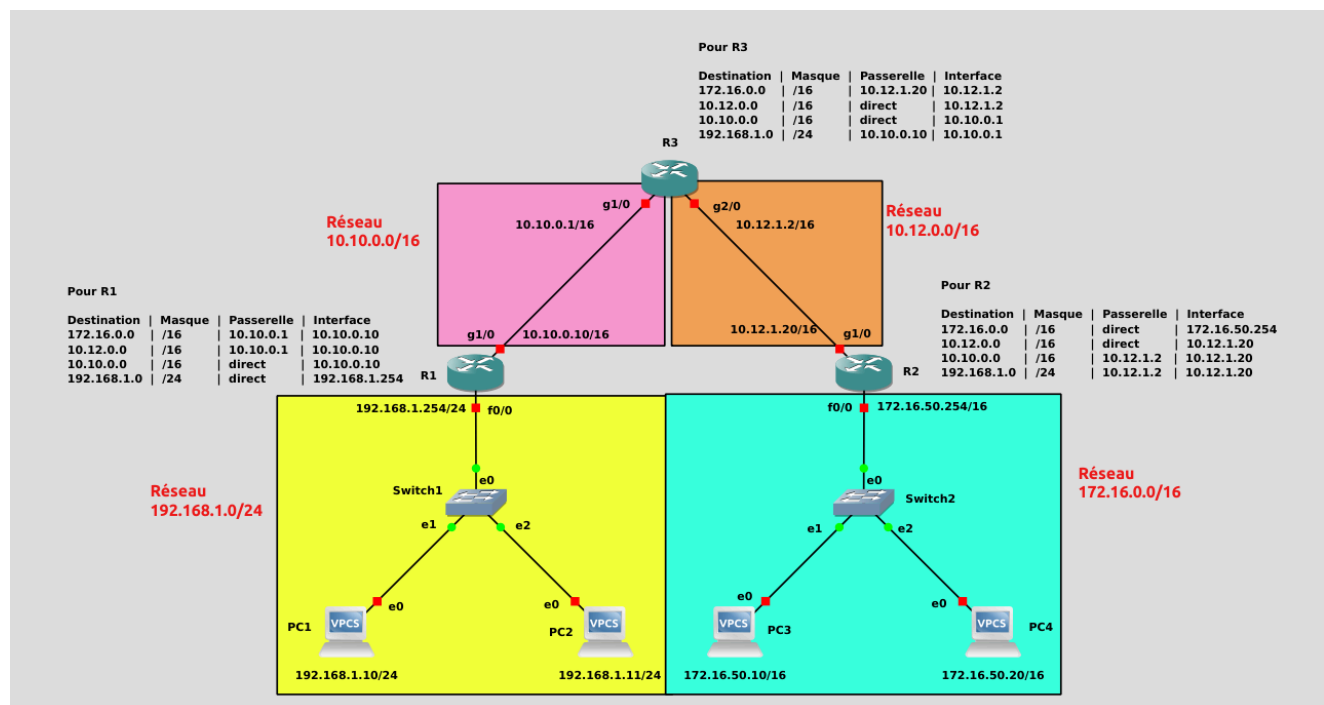 Pour R3
Destination | Masque | Passerelle | Interface
172.16.0.0 | /16 | 10.12.1.20 | 10.12.1.2
10.12.0.0 | /16 | direct | 10.12.1.2
10.10.0.0 | /16 | direct | 10.10.0.1
192.168.1.0 | /24 | 10.10.0.10 | 10.10.0.1
R3
g1/0
g2/0
10.10.0.1/16
10.12.1.2/16
Réseau
10.10.0.0/16
Réseau
10.12.0.0/16
Pour R1
Destination | Masque | Passerelle | Interface
172.16.0.0 | /16 | 10.10.0.1 | 10.10.0.10
10.12.0.0 | /16 | 10.10.0.1 | 10.10.0.10
10.10.0.0 | /16 | direct | 10.10.0.10
192.168.1.0 | /24 | direct | 192.168.1.254
Pour R2
Destination | Masque | Passerelle | Interface
172.16.0.0 | /16 | direct | 172.16.50.254
10.12.0.0 | /16 | direct | 10.12.1.20
10.10.0.0 | /16 | 10.12.1.2 | 10.12.1.20
192.168.1.0 | /24 | 10.12.1.2 | 10.12.1.20
g1/0
10.10.0.10/16
10.12.1.20/16
g1/0
R1
R2
192.168.1.254/24
f0/0
f0/0
172.16.50.254/16
Réseau
192.168.1.0/24
Réseau
172.16.0.0/16
Switch1
e0
e1
e2
Switch2
e0
e1
e2
PC1
VPCS
e0
192.168.1.10/24
PC2
VPCS
e0
192.168.1.11/24
PC3
VPCS
e0
172.16.50.10/16
PC4
VPCS
e0
172.16.50.20/16